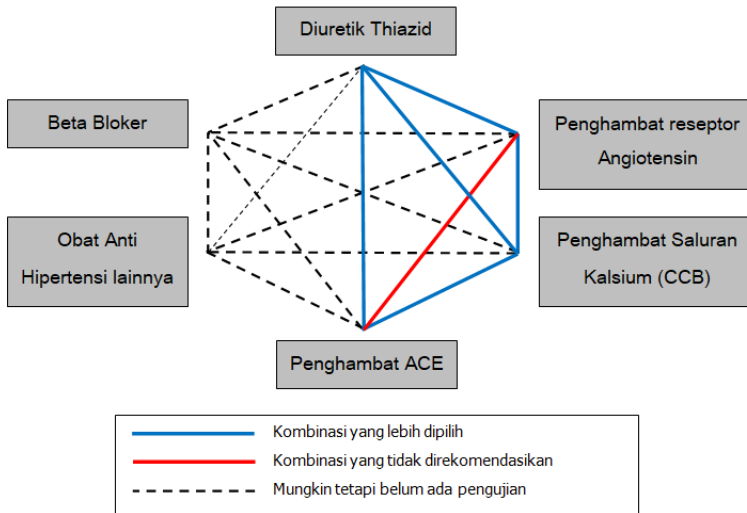 Diuretik Thiazid
Beta Bloker
Penghambat reseptor
Angiotensin
Obat Anti
Hipertensi lainnya
Penghambat Saluran
Kalsium (CCB)
Penghambat ACE
Kombinasi yang lebih dipilih
Kombinasi yang tidak direkomendasikan
Mungkin tetapi belum ada pengujian